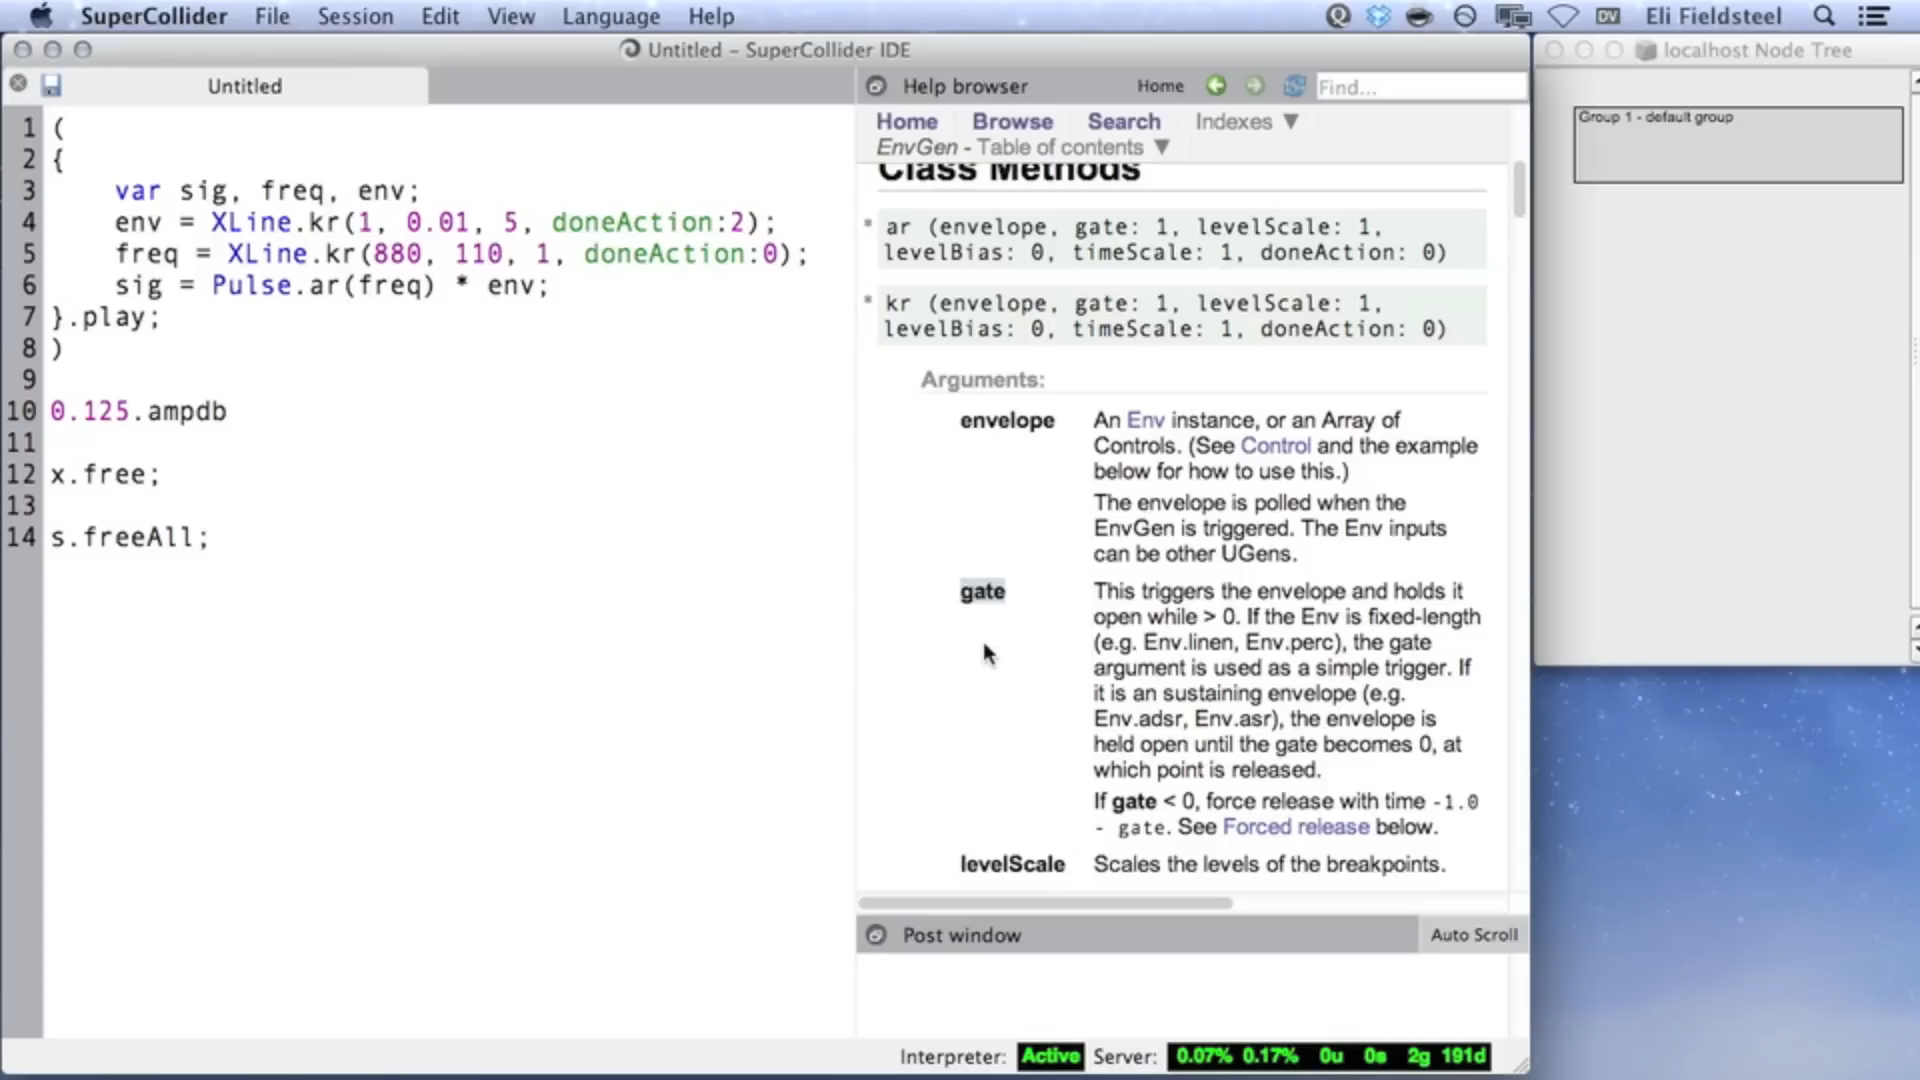 SuperCollider File Session Edit View Language Help
DV Eli Fieldsteel
Untitled – SuperCollider IDE
Untitled
1 (
2 {
3 var sig, freq, env;
4 env = XLine.kr(1, 0.01, 5, doneAction:2);
5 freq = XLine.kr(880, 110, 1, doneAction:0);
6 sig = Pulse.ar(freq) * env;
7 }.play;
8 )
9
10 0.125.ampdb
11
12 x.free;
13
14 s.freeAll;
Help browser Home Find...
Home Browse Search Indexes ▼
EnvGen - Table of contents ▼
Class Methods
* ar (envelope, gate: 1, levelScale: 1,
levelBias: 0, timeScale: 1, doneAction: 0)
* kr (envelope, gate: 1, levelScale: 1,
levelBias: 0, timeScale: 1, doneAction: 0)
Arguments:
envelope An Env instance, or an Array of
Controls. (See Control and the example
below for how to use this.)
The envelope is polled when the
EnvGen is triggered. The Env inputs
can be other UGens.
gate This triggers the envelope and holds it
open while > 0. If the Env is fixed-length
(e.g. Env.linen, Env.perc), the gate
argument is used as a simple trigger. If
it is an sustaining envelope (e.g.
Env.adsr, Env.asr), the envelope is
held open until the gate becomes 0, at
which point is released.
If gate < 0, force release with time -1.0
- gate. See Forced release below.
levelScale Scales the levels of the breakpoints.
Post window Auto Scroll
Interpreter: Active Server: 0.07% 0.17% 0u 0s 2g 191d
localhost Node Tree
Group 1 - default group